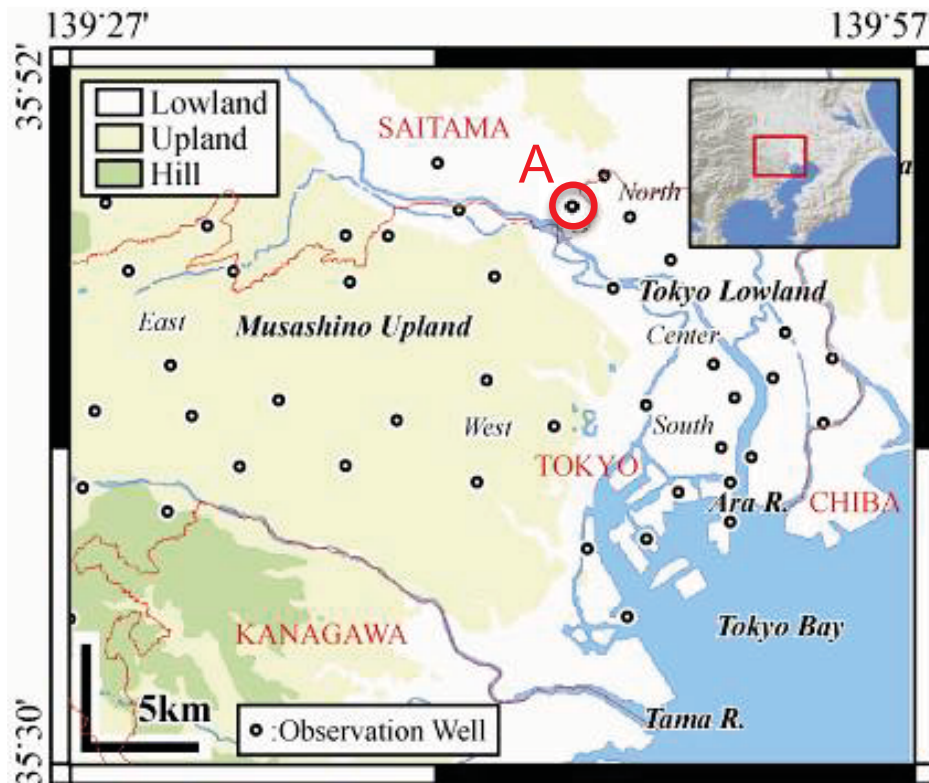 139°27'
139°57'
35°52'
Lowland
Upland
Hill
SAITAMA
A
North
Tokyo Lowland
East
Musashino Upland
Center
West
South
TOKYO
Ara R.
CHIBA
KANAGAWA
Tokyo Bay
5km
:Observation Well
Tama R.
35°30'